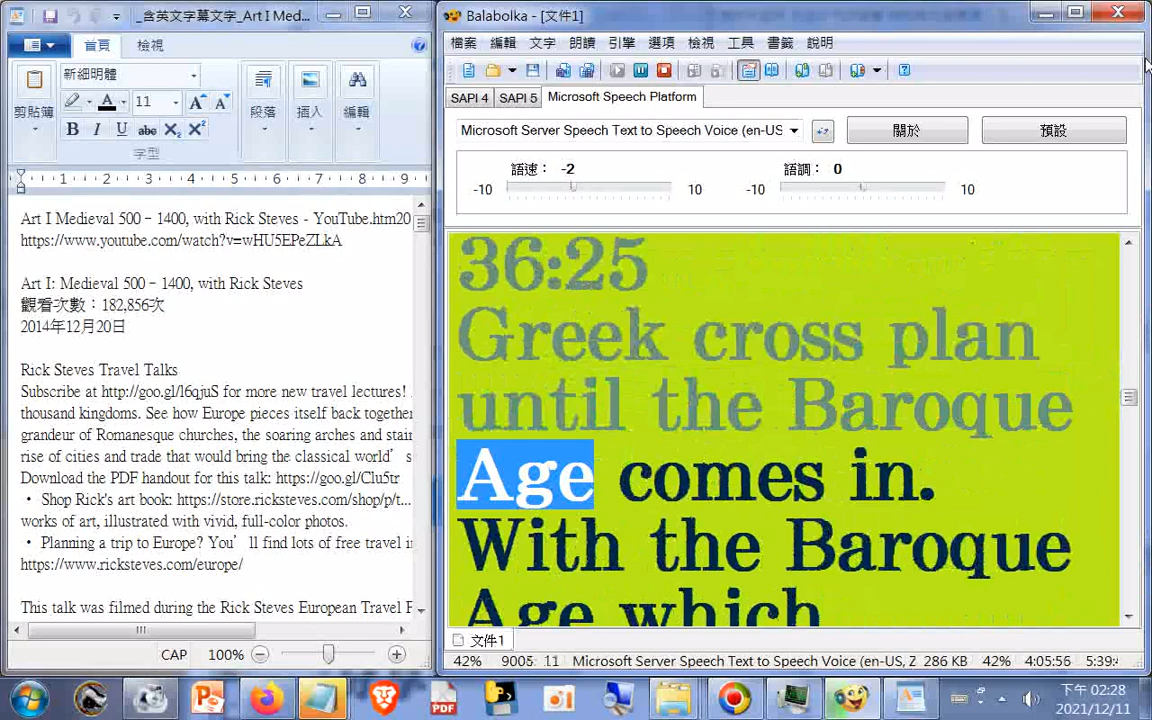 _含英文字幕文字_Art I Med...
首頁
檢視
剪貼簿
新細明體
11
B I U abc X₂ X²
字型
段落
插入
編輯
1 2 3 4 5 6 7 8 9
Art I Medieval 500 – 1400, with Rick Steves - YouTube.htm20
https://www.youtube.com/watch?v=wHU5EPeZLkA
Art I: Medieval 500 – 1400, with Rick Steves
觀看次數：182,856次
2014年12月20日
Rick Steves Travel Talks
Subscribe at http://goo.gl/l6qjuS for more new travel lectures!
thousand kingdoms. See how Europe pieces itself back together
grandeur of Romanesque churches, the soaring arches and stai
rise of cities and trade that would bring the classical world's
Download the PDF handout for this talk: https://goo.gl/Clu5tr
• Shop Rick's art book: https://store.ricksteves.com/shop/p/t...
works of art, illustrated with vivid, full-color photos.
• Planning a trip to Europe? You'll find lots of free travel i
https://www.ricksteves.com/europe/
This talk was filmed during the Rick Steves European Travel F
CAP 100%
Balabolka - [文件1]
檔案 編輯 文字 朗讀 引擎 選項 檢視 工具 書籤 說明
SAPI 4 SAPI 5 Microsoft Speech Platform
Microsoft Server Speech Text to Speech Voice (en-US
關於
預設
語速： -2
語調： 0
-10 10 -10 10
36:25
Greek cross plan
until the Baroque
Age comes in.
With the Baroque
Age which
文件1
42% 9005: 11 Microsoft Server Speech Text to Speech Voice (en-US, Z 286 KB 42% 4:05:56 5:39:
下午 02:28
2021/12/11